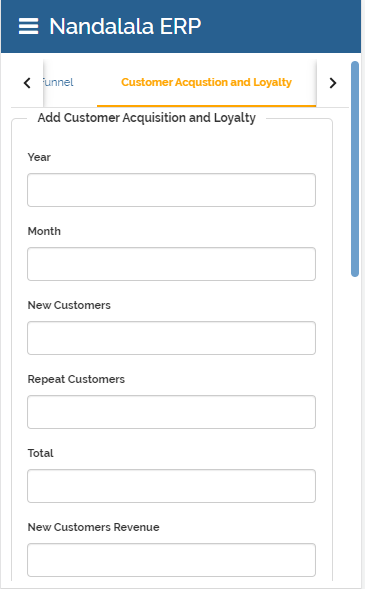 Nandalala ERP
Funnel
Customer Acqustion and Loyalty
Add Customer Acquisition and Loyalty
Year
Month
New Customers
Repeat Customers
Total
New Customers Revenue